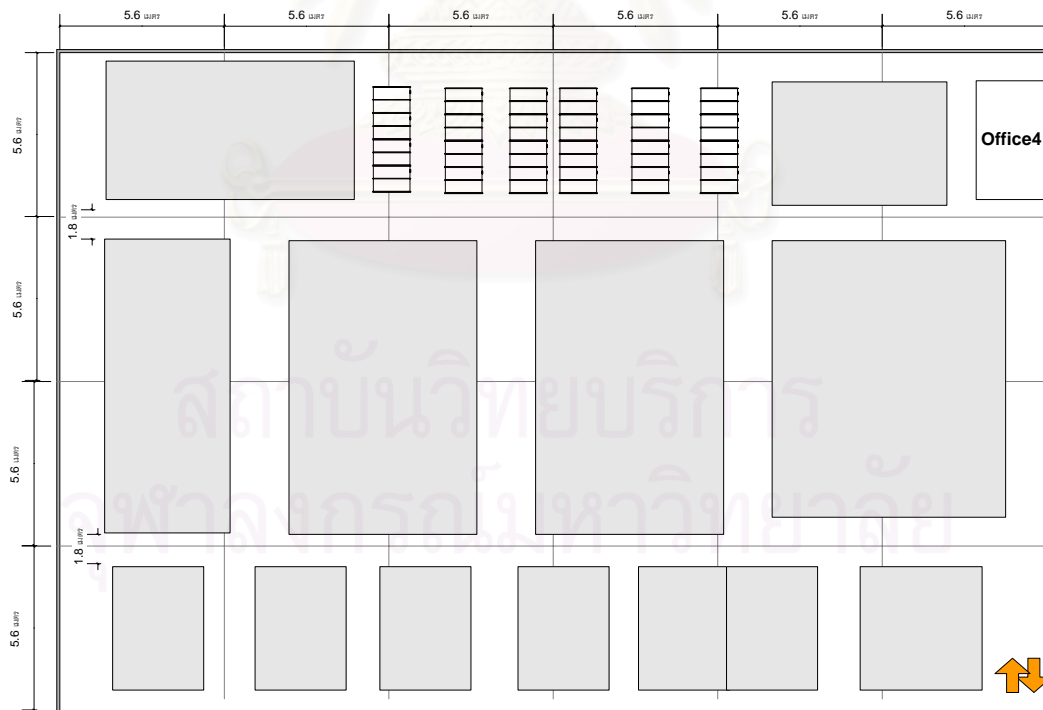 5.6 เมตร 5.6 เมตร 5.6 เมตร 5.6 เมตร 5.6 เมตร 5.6 เมตร
5.6 เมตร
Office4
1.8 เมตร
5.6 เมตร
สถาบันวิทยบริการ
5.6 เมตร
จุฬาลงกรณ์มหาวิทยาลัย
1.8 เมตร
5.6 เมตร